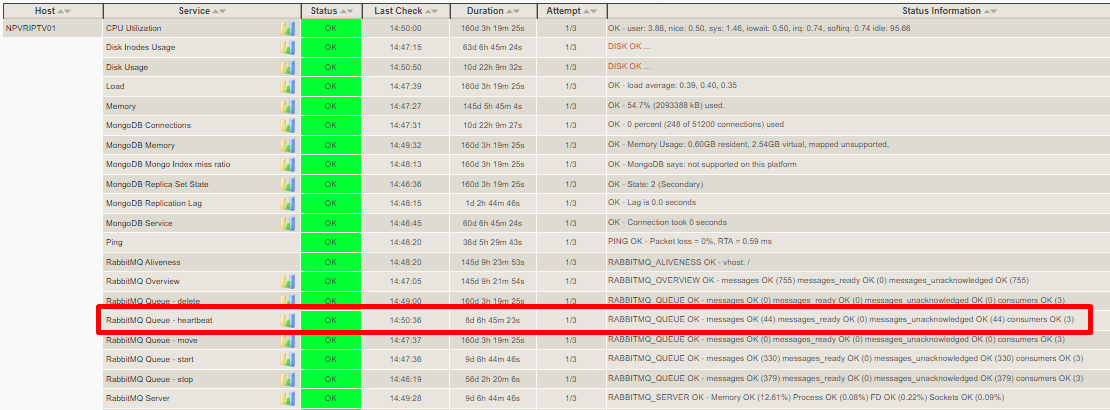 Host Service Status Last Check Duration Attempt Status Information
NPVRIPTV01 CPU Utilization OK 14:50:00 160d 3h 19m 25s 1/3 OK - user: 3.88, nice: 0.50, sys: 1.46, iowait: 0.50, irq: 0.74, softirq: 0.74 idle: 95.66
Disk Inodes Usage OK 14:47:15 63d 6h 45m 24s 1/3 DISK OK ...
Disk Usage OK 14:50:50 10d 22h 9m 32s 1/3 DISK OK ...
Load OK 14:47:39 160d 3h 19m 25s 1/3 OK - load average: 0.39, 0.40, 0.35
Memory OK 14:47:27 145d 5h 45m 4s 1/3 OK - 54.7% (2093388 kB) used.
MongoDB Connections OK 14:47:31 10d 22h 9m 27s 1/3 OK - 0 percent (248 of 51200 connections) used
MongoDB Memory OK 14:49:32 160d 3h 19m 25s 1/3 OK - Memory Usage: 0.60GB resident, 2.54GB virtual, mapped unsupported,
MongoDB Mongo Index miss ratio OK 14:48:13 160d 3h 19m 25s 1/3 OK - MongoDB says: not supported on this platform
MongoDB Replica Set State OK 14:46:36 160d 3h 19m 25s 1/3 OK - State: 2 (Secondary)
MongoDB Replication Lag OK 14:48:15 1d 2h 44m 46s 1/3 OK - Lag is 0.0 seconds
MongoDB Service OK 14:46:45 60d 6h 24m 45s 1/3 OK - Connection took 0 seconds
Ping OK 14:48:20 36d 5h 29m 43s 1/3 PING OK - Packet loss = 0%, RTA = 0.59 ms
RabbitMQ Aliveness OK 14:48:20 145d 9h 23m 53s 1/3 RABBITMQ_ALIVENESS OK - vhost: /
RabbitMQ Overview OK 14:47:05 145d 9h 21m 54s 1/3 RABBITMQ_OVERVIEW OK - messages OK (755) messages_ready OK (0) messages_unacknowledged OK (755)
RabbitMQ Queue - delete OK 14:49:00 160d 3h 19m 25s 1/3 RABBITMQ_QUEUE OK - messages OK (0) messages_ready OK (0) messages_unacknowledged OK (0) consumers OK (3)
RabbitMQ Queue - heartbeat OK 14:50:36 8d 6h 45m 23s 1/3 RABBITMQ_QUEUE OK - messages OK (44) messages_ready OK (0) messages_unacknowledged OK (44) consumers OK (3)
RabbitMQ Queue - move OK 14:47:37 160d 3h 19m 25s 1/3 RABBITMQ_QUEUE OK - messages OK (0) messages_ready OK (0) messages_unacknowledged OK (0) consumers OK (3)
RabbitMQ Queue - start OK 14:47:36 9d 6h 44m 46s 1/3 RABBITMQ_QUEUE OK - messages OK (330) messages_ready OK (0) messages_unacknowledged OK (330) consumers OK (3)
RabbitMQ Queue - stop OK 14:46:19 56d 2h 20m 6s 1/3 RABBITMQ_QUEUE OK - messages OK (379) messages_ready OK (0) messages_unacknowledged OK (379) consumers OK (3)
RabbitMQ Server OK 14:49:28 9d 6h 44m 46s 1/3 RABBITMQ_SERVER OK - Memory OK (12.61%) Process OK (0.08%) FD OK (0.22%) Sockets OK (0.09%)